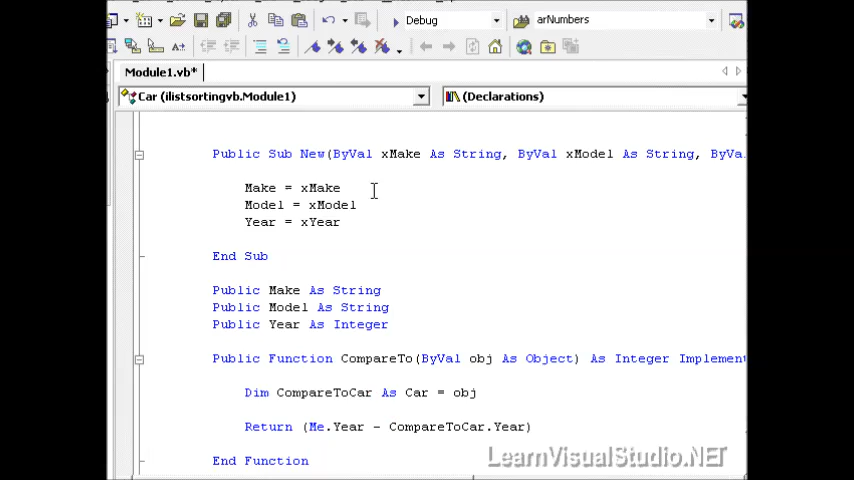 Debug
arNumbers
Module1.vb*
Car (ilistsortingvb.Module1)
(Declarations)
Public Sub New(ByVal xMake As String, ByVal xModel As String, ByVa
Make = xMake
Model = xModel
Year = xYear
End Sub
Public Make As String
Public Model As String
Public Year As Integer
Public Function CompareTo(ByVal obj As Object) As Integer Implement
Dim CompareToCar As Car = obj
Return (Me.Year - CompareToCar.Year)
End Function
LearnVisualStudio.NET